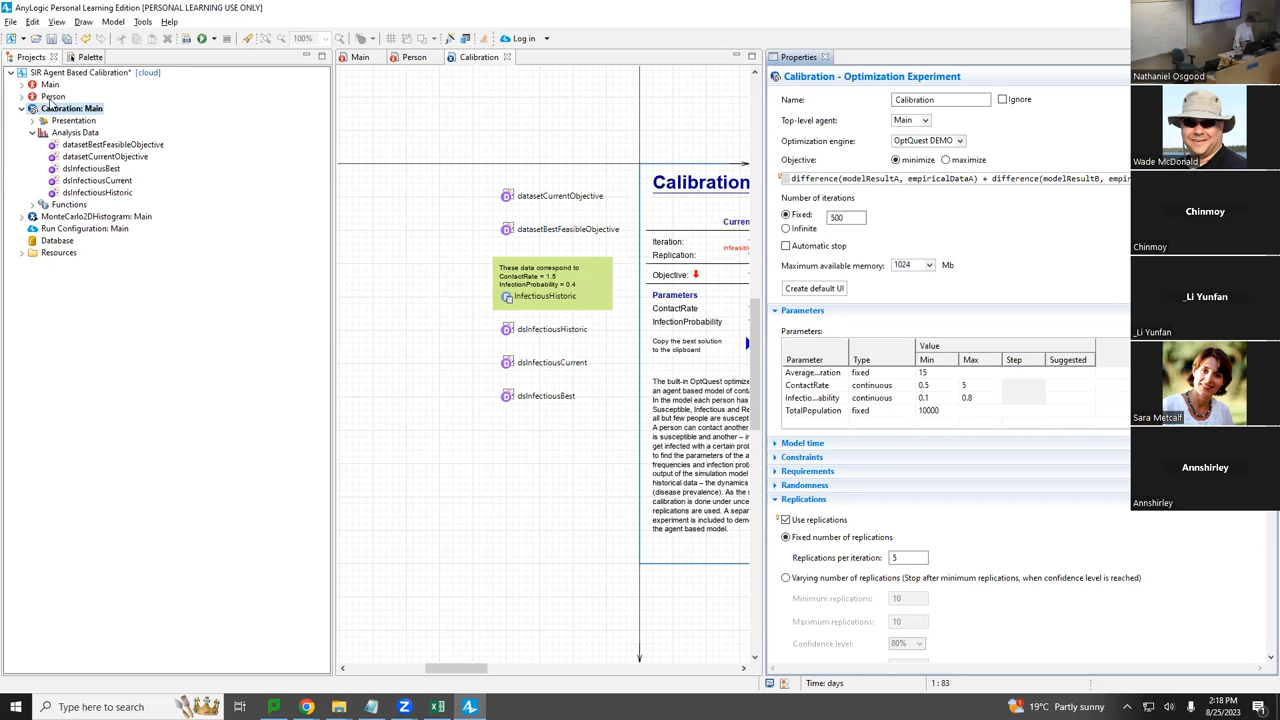 AnyLogic Personal Learning Edition [PERSONAL LEARNING USE ONLY]
File Edit View Draw Model Tools Help
100% Log in
Projects Palette
SIR Agent Based Calibration* [cloud]
Main
Person
Calibration: Main
Presentation
Analysis Data
datasetBestFeasibleObjective
datasetCurrentObjective
dsInfectiousBest
dsInfectiousCurrent
dsInfectiousHistoric
Functions
MonteCarlo2DHistogram: Main
Run Configuration: Main
Database
Resources
Main Person Calibration
datasetCurrentObjective
datasetBestFeasibleObjective
These data correspond to
ContactRate = 1.5
InfectionProbability = 0.4
InfectiousHistoric
dsInfectiousHistoric
dsInfectiousCurrent
dsInfectiousBest
Calibration
Curren
Iteration:
infeasib
Replication:
Objective:
Parameters
ContactRate
InfectionProbability
Copy the best solution
to the clipboard
The built-in OptQuest optimize
an agent based model of conta
In the model each person has
Susceptible, Infectious and Re
all but few people are suscept
A person can contact another
is susceptible and another – in
get infected with a certain prob
to find the parameters of the a
frequencies and infection prob
output of the simulation model
historical data – the dynamics
(disease prevalence). As the r
calibration is done under unce
replications are used. A separ
experiment is included to dem
the agent based model.
Properties
Calibration - Optimization Experiment
Name: Calibration Ignore
Top-level agent: Main
Optimization engine: OptQuest DEMO
Objective: minimize maximize
difference(modelResultA, empiricalDataA) + difference(modelResultB, empir
Number of iterations
Fixed: 500
Infinite
Automatic stop
Maximum available memory: 1024 Mb
Create default UI
Parameters
Parameters:
Value
Parameter Type Min Max Step Suggested
Average...ration fixed 15
ContactRate continuous 0.5 5
Infectio...ability continuous 0.1 0.8
TotalPopulation fixed 10000
Model time
Constraints
Requirements
Randomness
Replications
Use replications
Fixed number of replications
Replications per iteration: 5
Varying number of replications (Stop after minimum replications, when confidence level is reached)
Minimum replications: 10
Maximum replications: 10
Confidence level: 80%
Time: days 1 : 83
Nathaniel Osgood
Wade McDonald
Chinmoy
Chinmoy
_Li Yunfan
_Li Yunfan
Sara Metcalf
Annshirley
Annshirley
Type here to search
19°C Partly sunny
2:18 PM
8/25/2023